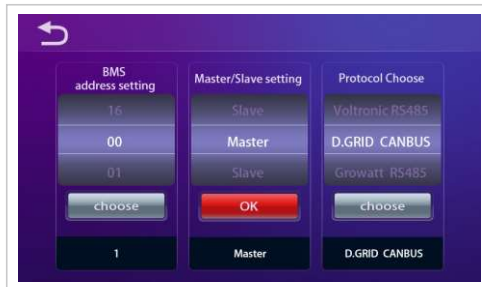 BMS
address setting
16
00
01
choose
1
Master/Slave setting
Slave
Master
Slave
OK
Master
Protocol Choose
Voltronic RS485
D.GRID CANBUS
Growatt RS485
choose
D.GRID CANBUS